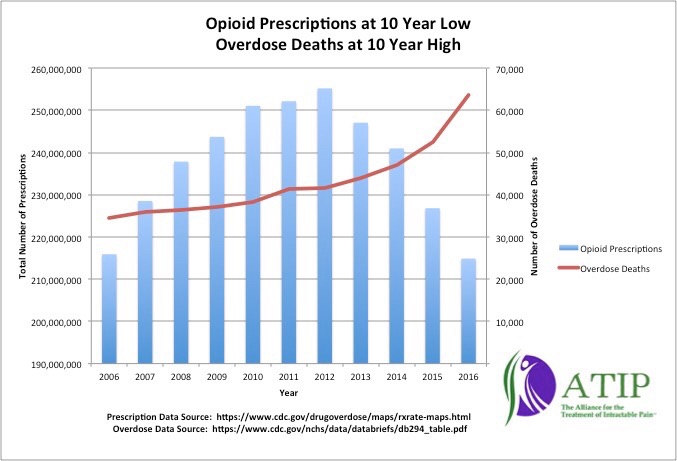 Opioid Prescriptions at 10 Year Low
Overdose Deaths at 10 Year High
260,000,000
250,000,000
240,000,000
230,000,000
220,000,000
210,000,000
200,000,000
190,000,000
Total Number of Prescriptions
70,000
60,000
50,000
40,000
30,000
20,000
10,000
Number of Overdose Deaths
2006 2007 2008 2009 2010 2011 2012 2013 2014 2015 2016
Year
Opioid Prescriptions
Overdose Deaths
Prescription Data Source: https://www.cdc.gov/drugoverdose/maps/rxrate-maps.html
Overdose Data Source: https://www.cdc.gov/nchs/data/databriefs/db294_table.pdf
ATIP
The Alliance for the
Treatment of Intractable Pain™